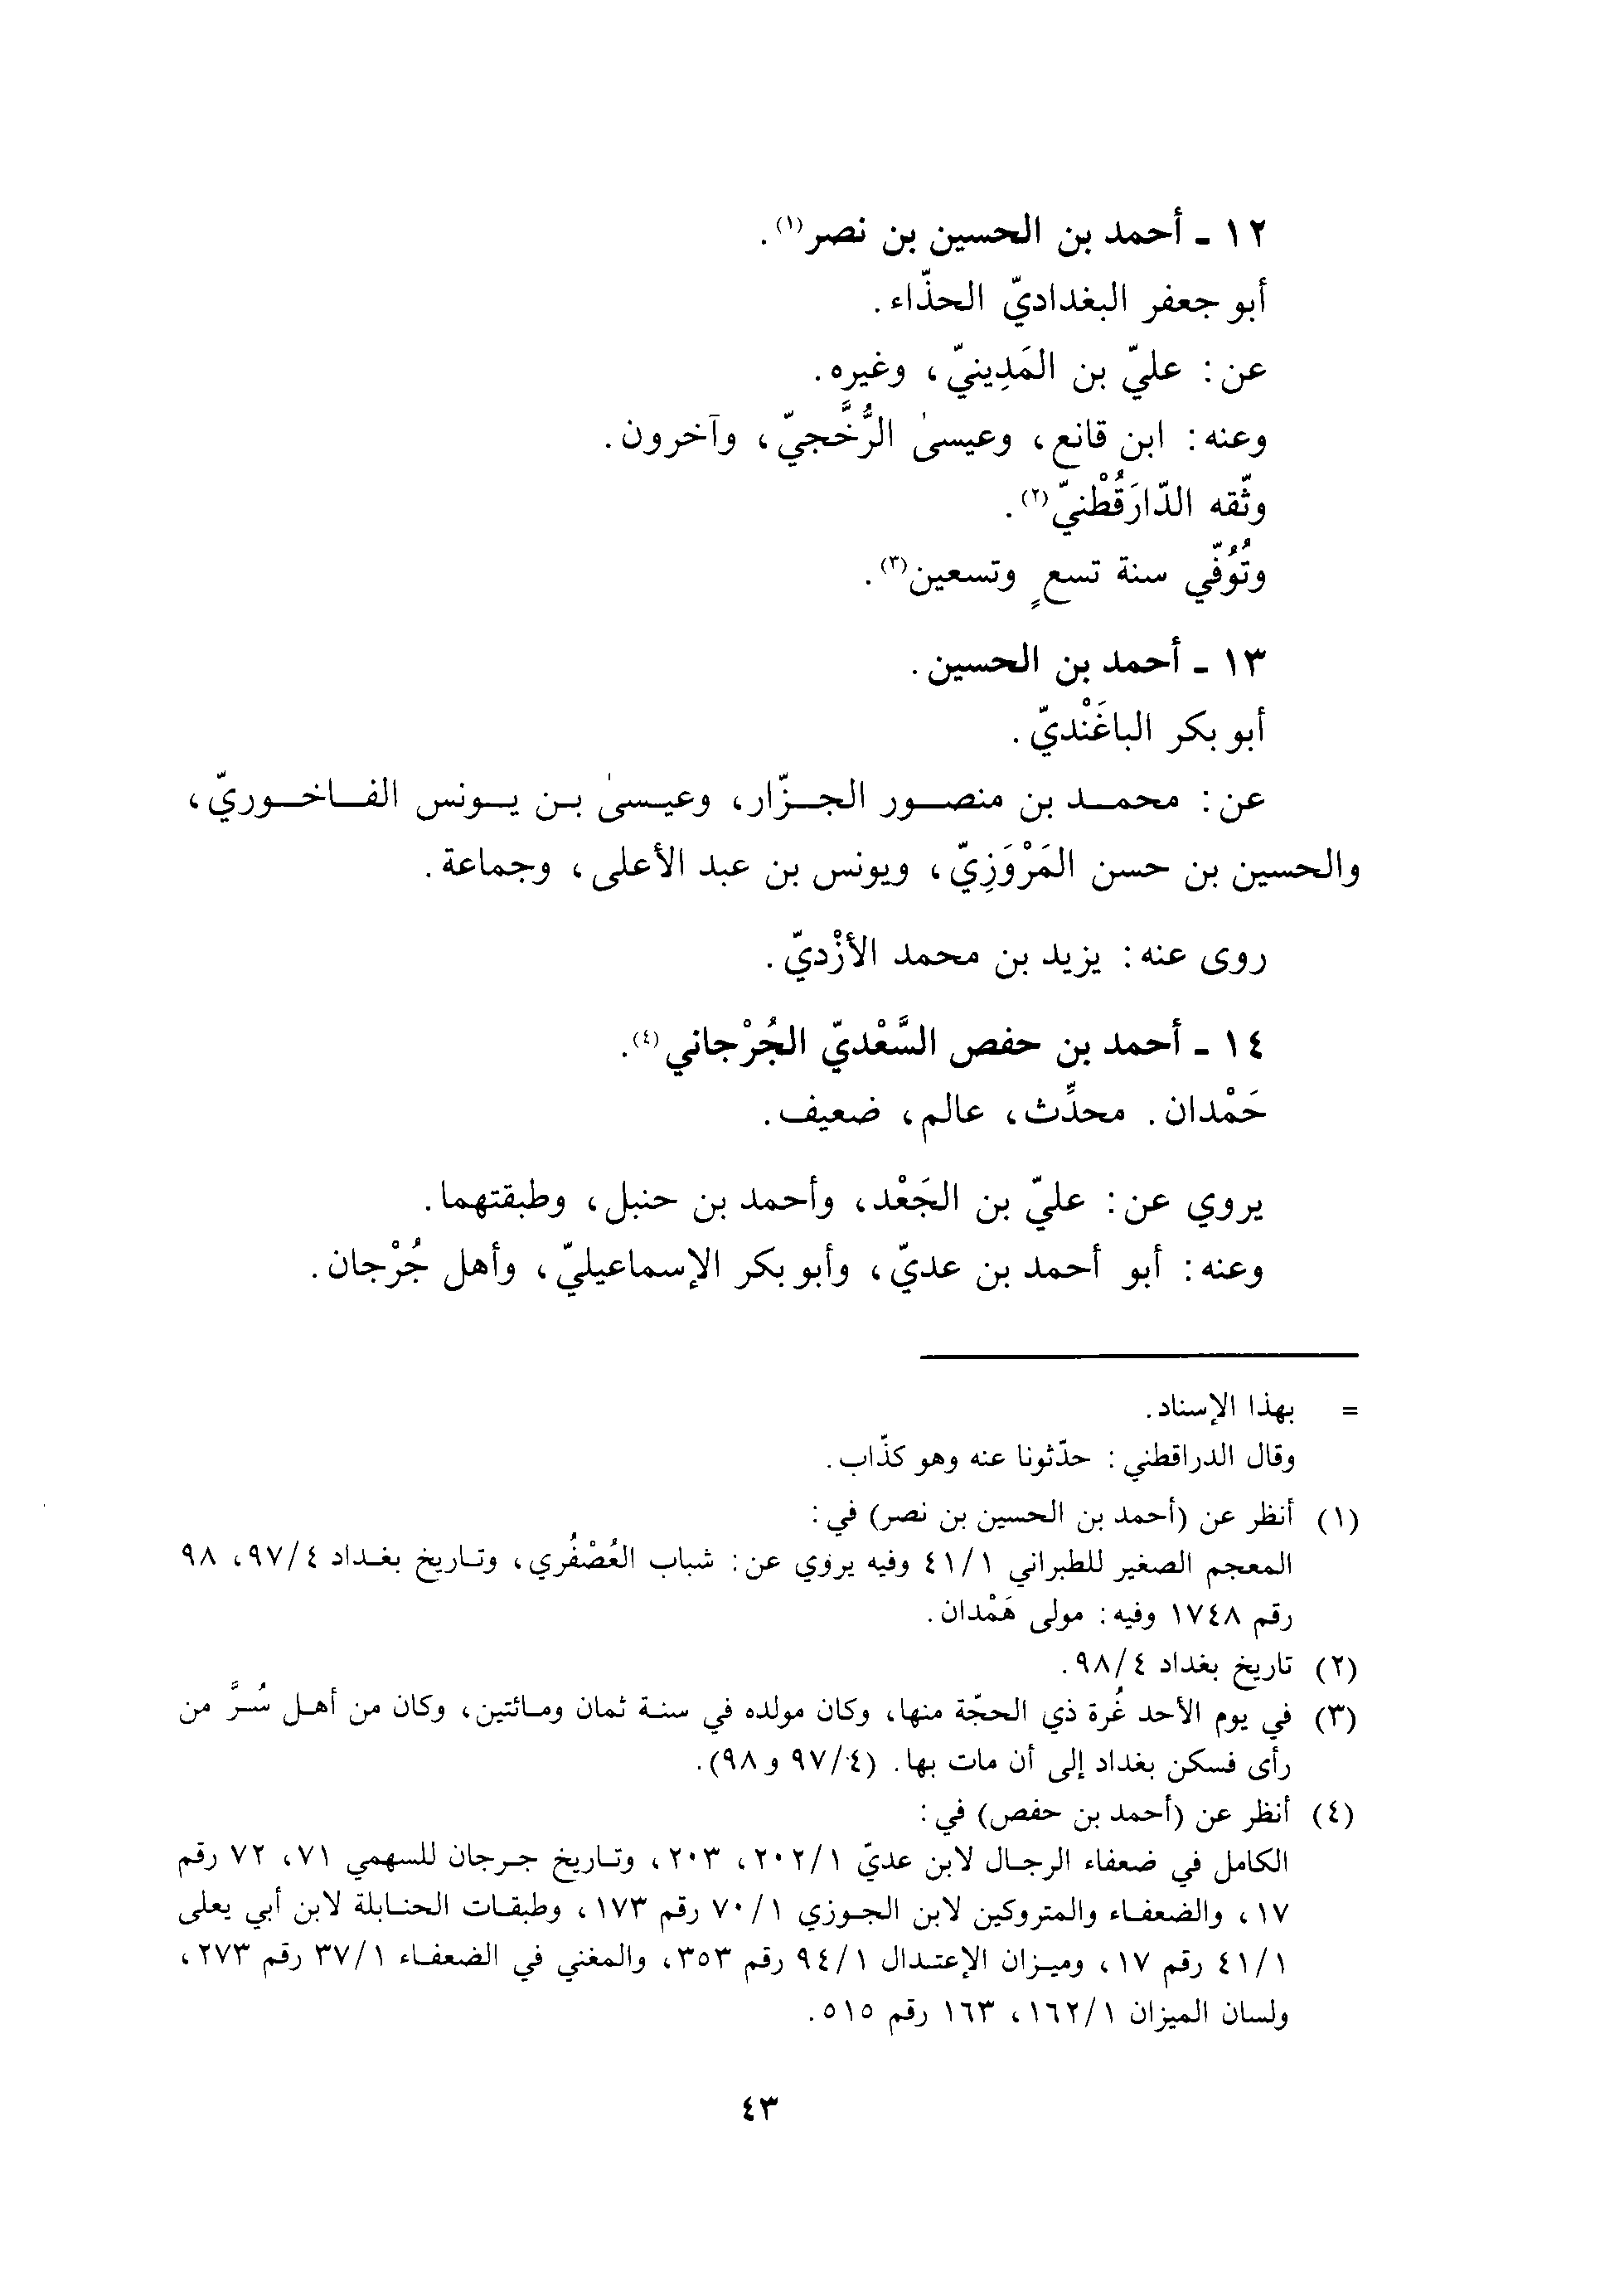 ١٢ - أحمد بن الحسين بن نصر(١).
أبو جعفر البغداديّ الحذّاء.
عن: عليّ بن المَدِينيّ، وغيره.
وعنه: ابن قانع، وعيسىٰ الرُّخَّجيّ، وآخرون.
وثّقه الدّارَقُطْنيّ(٢).
وتُوُفّي سنة تسعٍ وتسعين(٣).
١٣ - أحمد بن الحسين.
أبو بكر الباغَنْديّ.
عن: محمد بن منصور الجزّار، وعيسىٰ بن يونس الفاخوريّ،
والحسين بن حسن المَرْوَزِيّ، ويونس بن عبد الأعلى، وجماعة.
روى عنه: يزيد بن محمد الأزْديّ.
١٤ - أحمد بن حفص السَّعْديّ الجُرْجاني(٤).
حَمْدان. محدِّث، عالم، ضعيف.
يروي عن: عليّ بن الجَعْد، وأحمد بن حنبل، وطبقتهما.
وعنه: أبو أحمد بن عديّ، وأبو بكر الإسماعيليّ، وأهل جُرْجان.
= بهذا الإسناد.
وقال الدراقطني: حدّثونا عنه وهو كذّاب.
(١) أنظر عن (أحمد بن الحسين بن نصر) في:
المعجم الصغير للطبراني ٤١/١ وفيه يروي عن: شباب العُصْفُري، وتاريخ بغداد ٩٧/٤، ٩٨
رقم ١٧٤٨ وفيه: مولى هَمْدان.
(٢) تاريخ بغداد ٩٨/٤.
(٣) في يوم الأحد غُرة ذي الحجّة منها، وكان مولده في سنة ثمان ومائتين، وكان من أهل سُرَّ من
رأى فسكن بغداد إلى أن مات بها. (٩٧/٤ و ٩٨).
(٤) أنظر عن (أحمد بن حفص) في:
الكامل في ضعفاء الرجال لابن عديّ ٢٠٢/١، ٢٠٣، وتاريخ جرجان للسهمي ٧١، ٧٢ رقم
١٧، والضعفاء والمتروكين لابن الجوزي ٧٠/١ رقم ١٧٣، وطبقات الحنابلة لابن أبي يعلى
٤١/١ رقم ١٧، وميزان الإعتدال ٩٤/١ رقم ٣٥٣، والمغني في الضعفاء ٣٧/١ رقم ٢٧٣،
ولسان الميزان ١٦٢/١، ١٦٣ رقم ٥١٥.
٤٣